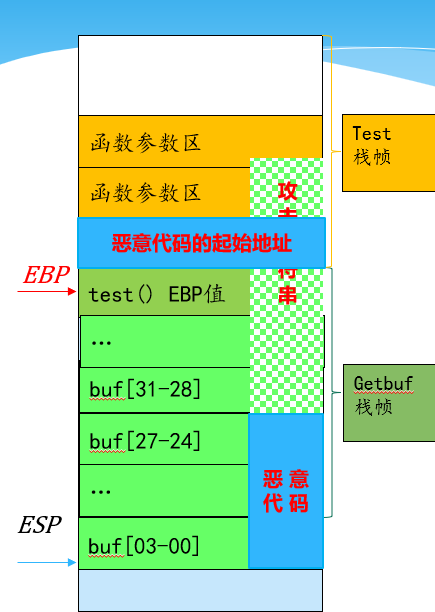 函数参数区
Test
栈帧
函数参数区
攻
恶意代码的起始地址
符
串
EBP
test() EBP值
…
buf[31-28]
Getbuf
栈帧
buf[27-24]
恶 意
代 码
…
ESP
buf[03-00]